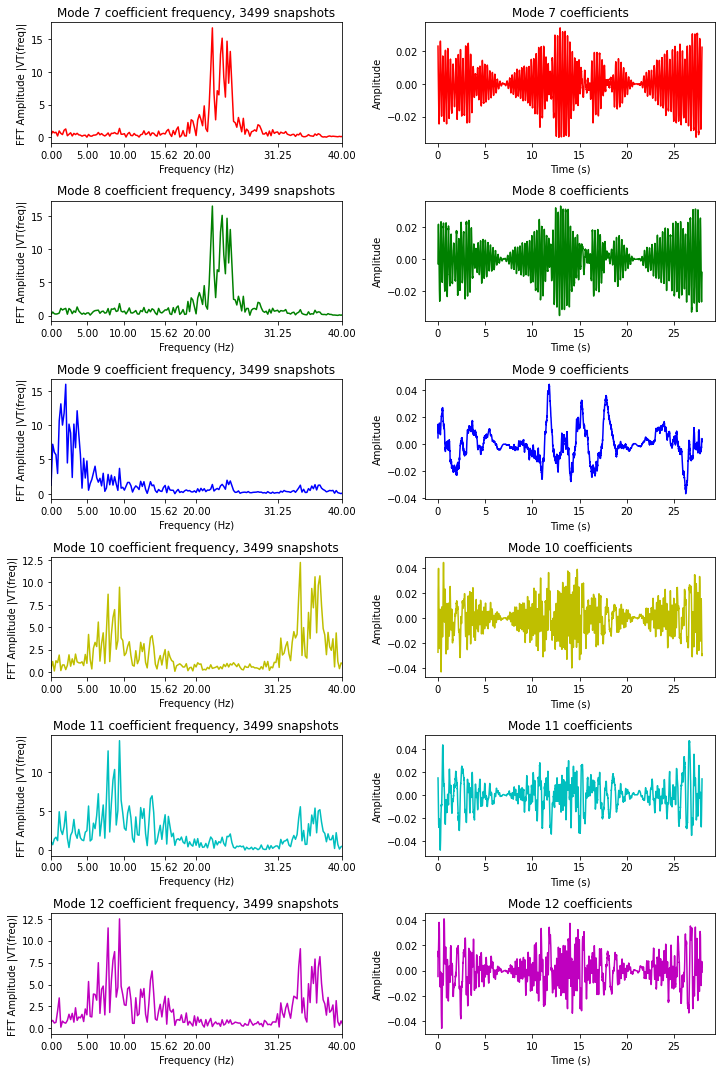 Mode 7 coefficient frequency, 3499 snapshots
FFT Amplitude |VT(freq)|
15
10
5
0
0.00 5.00 10.00 15.62 20.00 31.25 40.00
Frequency (Hz)
Mode 7 coefficients
Amplitude
0.02
0.00
−0.02
0 5 10 15 20 25
Time (s)
Mode 8 coefficient frequency, 3499 snapshots
FFT Amplitude |VT(freq)|
15
10
5
0
0.00 5.00 10.00 15.62 20.00 31.25 40.00
Frequency (Hz)
Mode 8 coefficients
Amplitude
0.02
0.00
−0.02
0 5 10 15 20 25
Time (s)
Mode 9 coefficient frequency, 3499 snapshots
FFT Amplitude |VT(freq)|
15
10
5
0
0.00 5.00 10.00 15.62 20.00 31.25 40.00
Frequency (Hz)
Mode 9 coefficients
Amplitude
0.04
0.02
0.00
−0.02
−0.04
0 5 10 15 20 25
Time (s)
Mode 10 coefficient frequency, 3499 snapshots
FFT Amplitude |VT(freq)|
12.5
10.0
7.5
5.0
2.5
0.0
0.00 5.00 10.00 15.62 20.00 31.25 40.00
Frequency (Hz)
Mode 10 coefficients
Amplitude
0.04
0.02
0.00
−0.02
−0.04
0 5 10 15 20 25
Time (s)
Mode 11 coefficient frequency, 3499 snapshots
FFT Amplitude |VT(freq)|
10
5
0
0.00 5.00 10.00 15.62 20.00 31.25 40.00
Frequency (Hz)
Mode 11 coefficients
Amplitude
0.04
0.02
0.00
−0.02
−0.04
0 5 10 15 20 25
Time (s)
Mode 12 coefficient frequency, 3499 snapshots
FFT Amplitude |VT(freq)|
12.5
10.0
7.5
5.0
2.5
0.0
0.00 5.00 10.00 15.62 20.00 31.25 40.00
Frequency (Hz)
Mode 12 coefficients
Amplitude
0.04
0.02
0.00
−0.02
−0.04
0 5 10 15 20 25
Time (s)